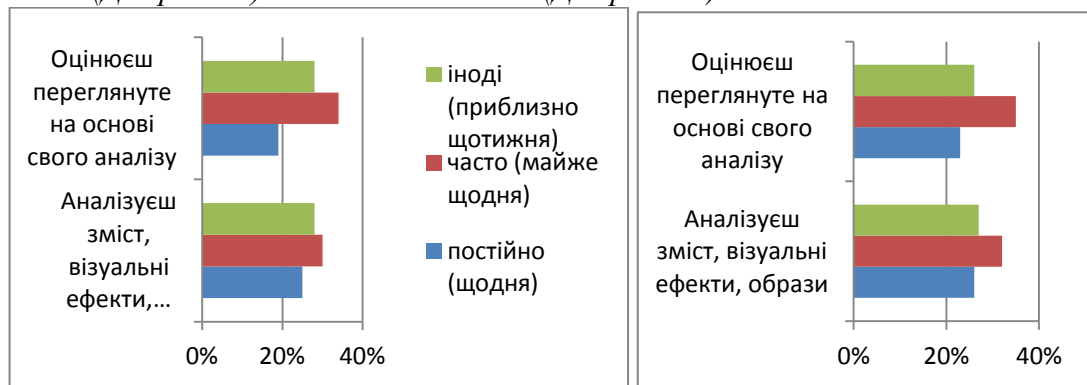 Оцінюєш
переглянуте
на основі
свого аналізу
Аналізуєш
зміст,
візуальні
ефекти,…
0% 20% 40%
іноді
(приблизно
щотижня)
часто (майже
щодня)
постійно
(щодня)
Оцінюєш
переглянуте на
основі свого
аналізу
Аналізуєш
зміст, візуальні
ефекти, образи
0% 20% 40%